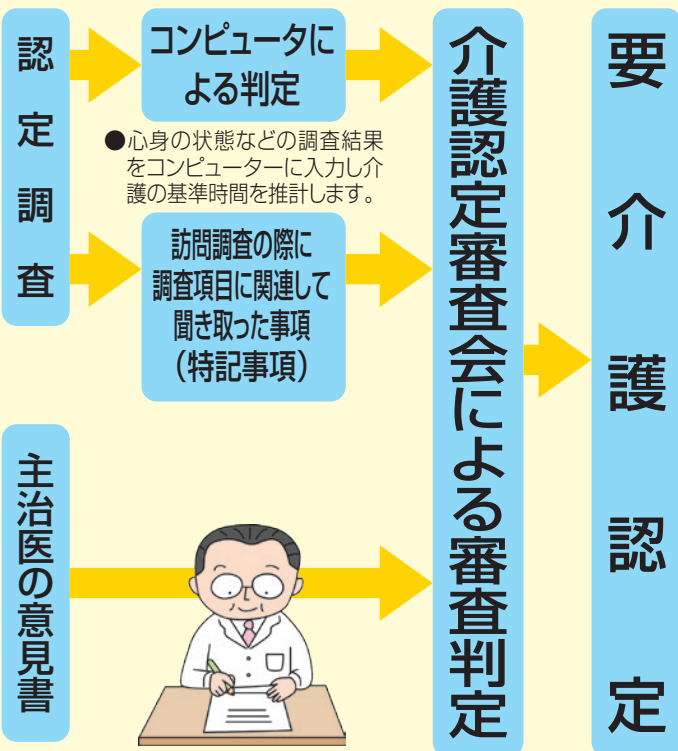 認定調査
コンピュータに
よる判定
●心身の状態などの調査結果
をコンピューターに入力し介
護の基準時間を推計します。
訪問調査の際に
調査項目に関連して
聞き取った事項
（特記事項）
主治医の意見書
介護認定審査会による審査判定
要介護認定